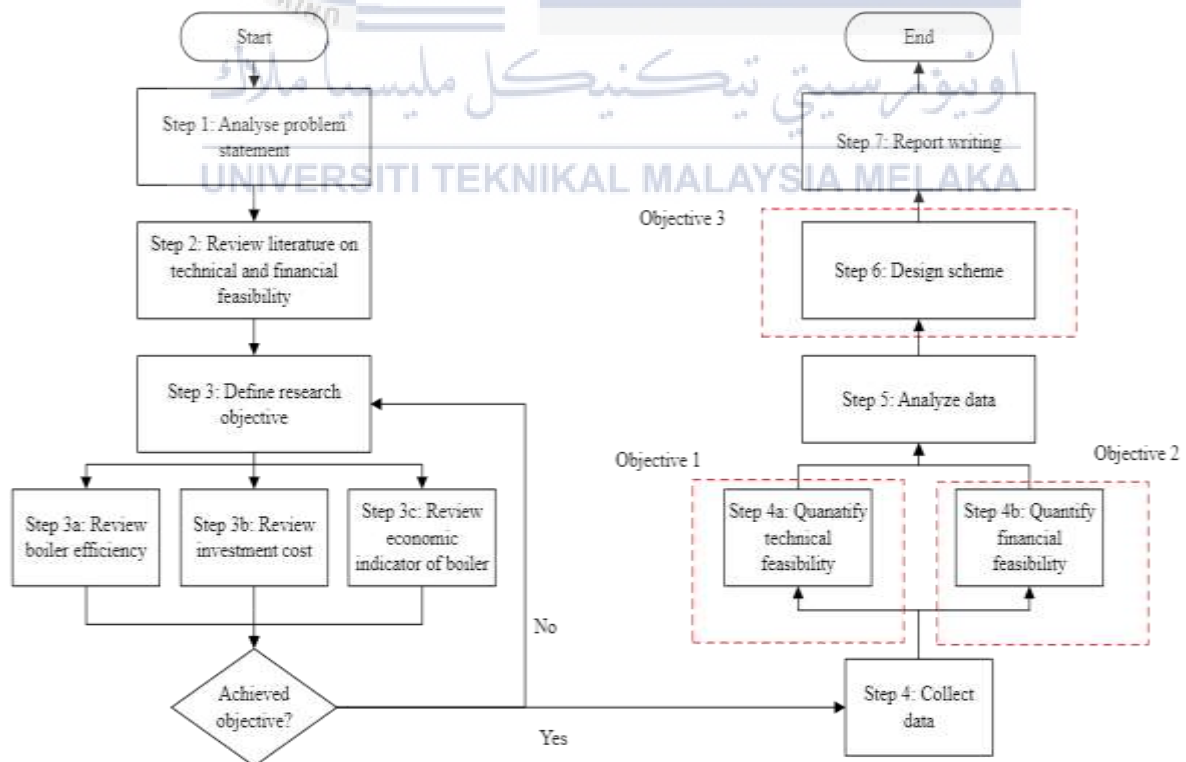 Start
Step 1: Analyse problem
statement
Step 2: Review literature on
technical and financial
feasibility
Step 3: Define research
objective
Step 3a: Review
boiler efficiency
Step 3b: Review
investment cost
Step 3c: Review
economic
indicator of boiler
Achieved
objective?
No
Yes
Step 4: Collect
data
Objective 1
Step 4a: Quanatify
technical
feasibility
Objective 2
Step 4b: Quantify
financial
feasibility
Step 5: Analyze data
Objective 3
Step 6: Design scheme
Step 7: Report writing
End
اونيۏرسيتي تيكنيكل مليسيا ملاك
UNIVERSITI TEKNIKAL MALAYSIA MELAKA